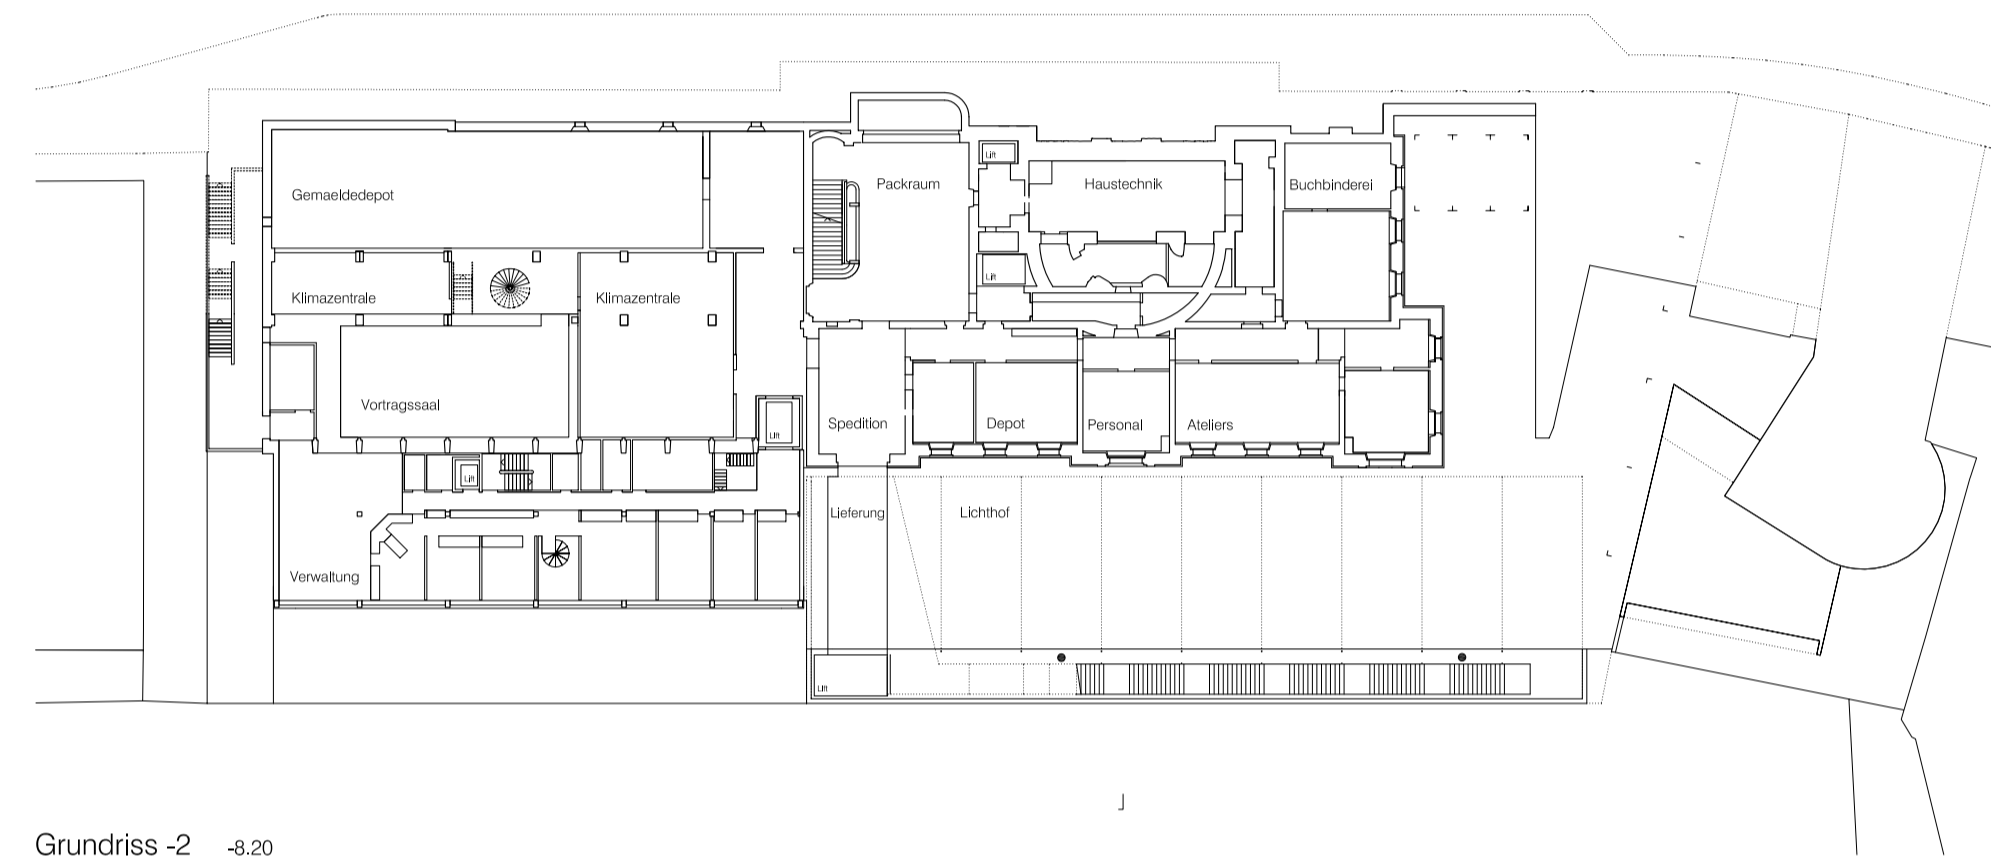 Lift
Packraum
Haustechnik
Buchbinderei
Gemaeldedepot
Lift
Klimazentrale
Klimazentrale
Vortragssaal
Spedition
Depot
Personal
Ateliers
Lift
Lift
Lieferung
Lichthof
Verwaltung
Lift
Grundriss -2 -8.20